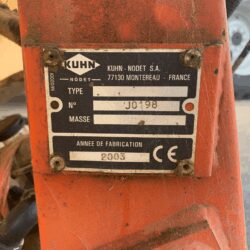 KUHN
NODET
KUHN - NODET S.A.
77130 MONTEREAU - FRANCE
TYPE
N° J0198
MASSE
ANNEE DE FABRICATION
2003 CE